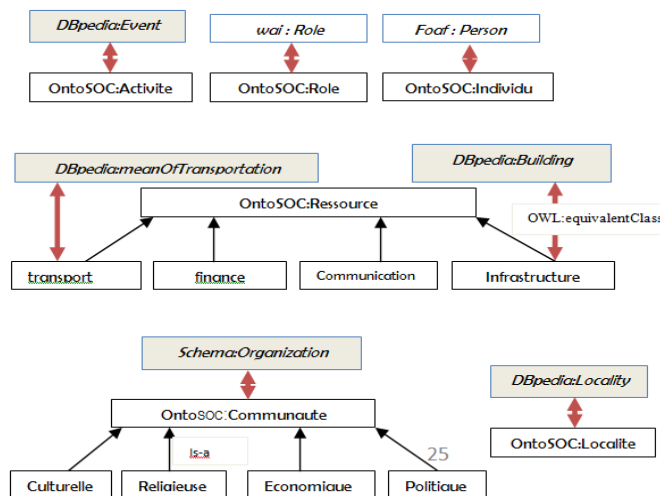 DBpedia:Event
wai : Role
Foaf : Person
OntoSOC:Activite
OntoSOC:Role
OntoSOC:Individu
DBpedia:meanOfTransportation
DBpedia:Building
OntoSOC:Ressource
OWL:equivalentClass
transport
finance
Communication
Infrastructure
Schema:Organization
DBpedia:Locality
OntoSOC:Communaute
OntoSOC:Localite
Is-a
25
Culturelle
Religieuse
Economique
Politique